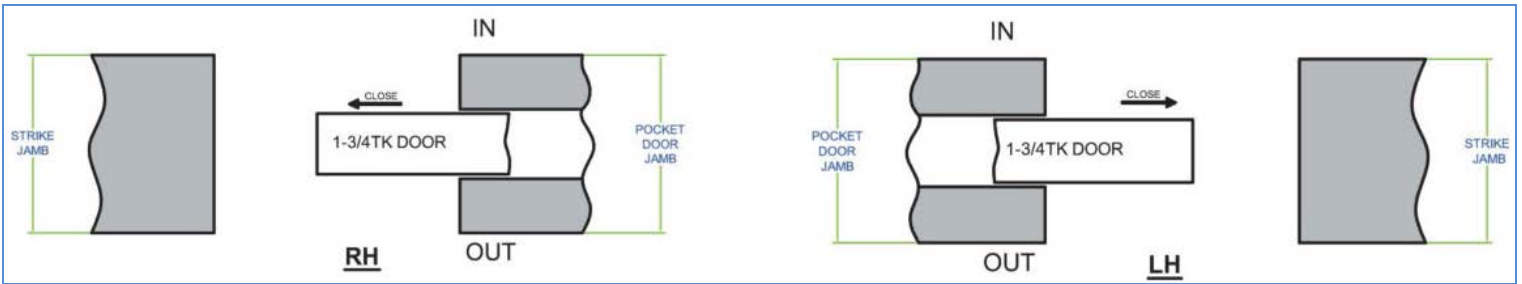 IN
CLOSE
STRIKE
JAMB
1-3/4TK DOOR
POCKET
DOOR
JAMB
OUT
RH
IN
CLOSE
POCKET
DOOR
JAMB
1-3/4TK DOOR
STRIKE
JAMB
OUT
LH